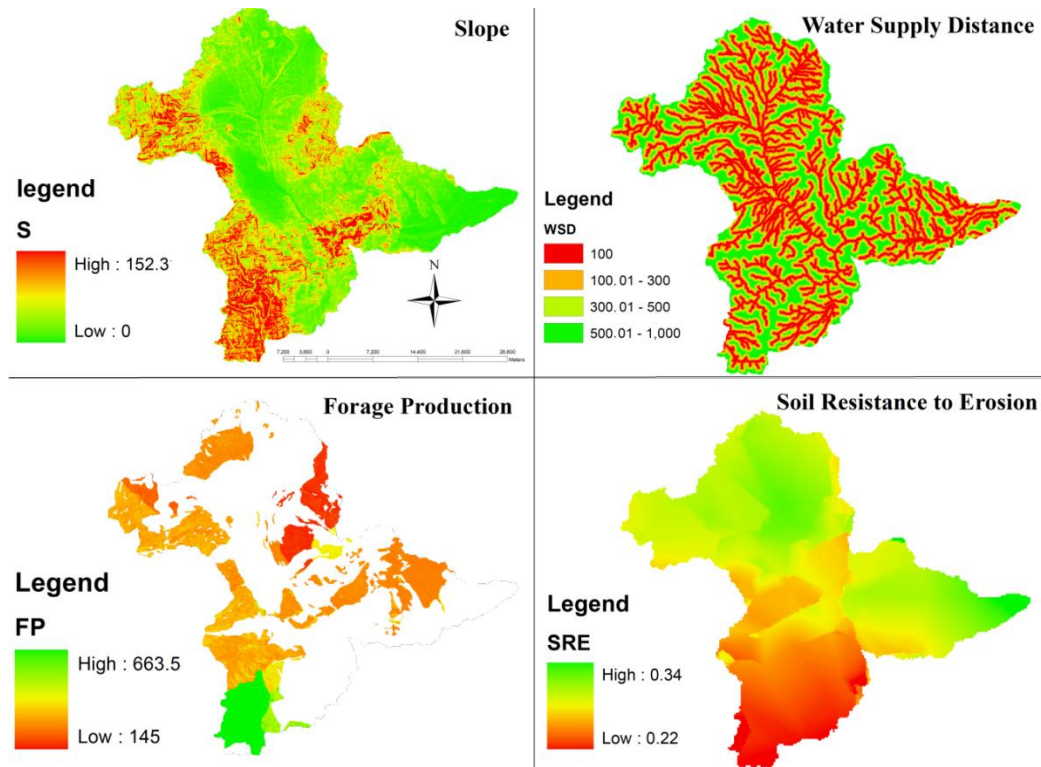 Slope
legend
S
High : 152.3
Low : 0
N
7,200 3,600 0 7,200 14,400 21,600 28,800
Meters
Water Supply Distance
Legend
WSD
100
100.01 - 300
300.01 - 500
500.01 - 1,000
Forage Production
Legend
FP
High : 663.5
Low : 145
Soil Resistance to Erosion
Legend
SRE
High : 0.34
Low : 0.22